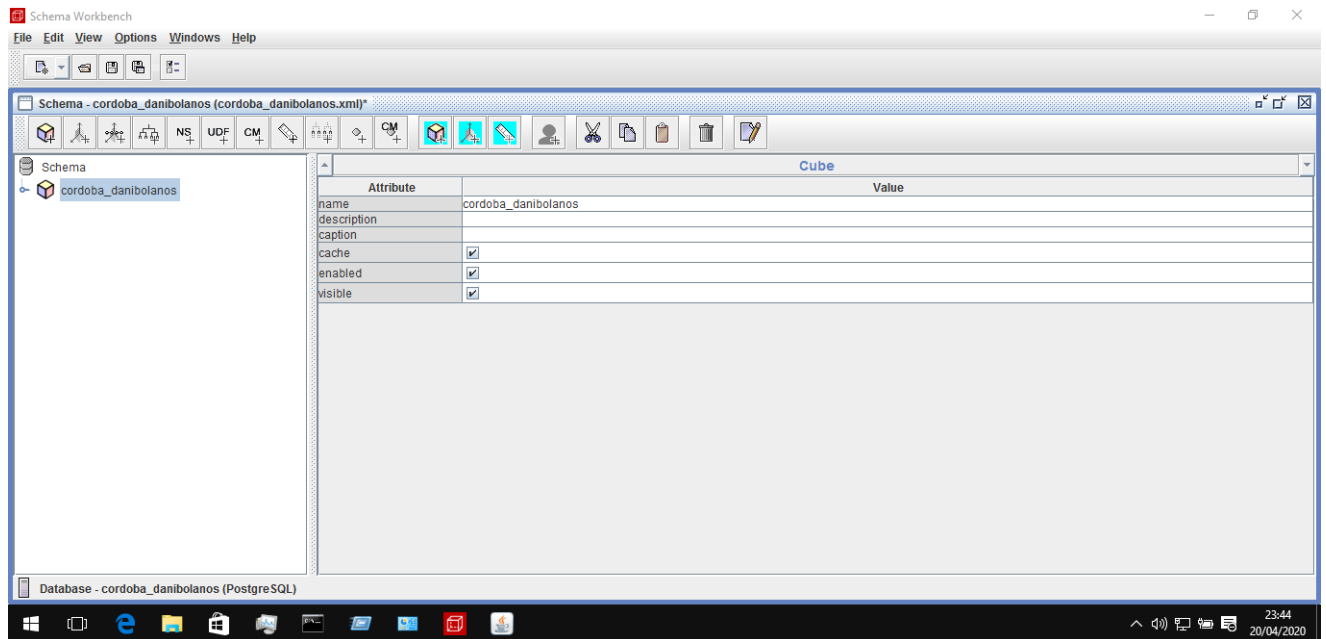 Schema Workbench
File Edit View Options Windows Help
Schema - cordoba_danibolanos (cordoba_danibolanos.xml)*
NS UDF CM CM
Schema
cordoba_danibolanos
Cube
Attribute Value
name cordoba_danibolanos
description
caption
cache
enabled
visible
Database - cordoba_danibolanos (PostgreSQL)
23:44
20/04/2020